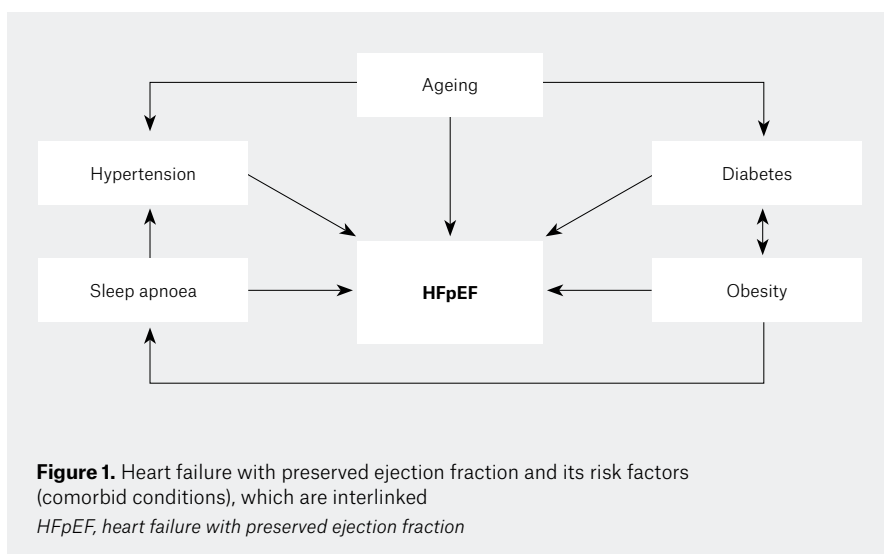 Ageing
Hypertension
Diabetes
Sleep apnoea
HFpEF
Obesity
Figure 1. Heart failure with preserved ejection fraction and its risk factors
(comorbid conditions), which are interlinked
HFpEF, heart failure with preserved ejection fraction